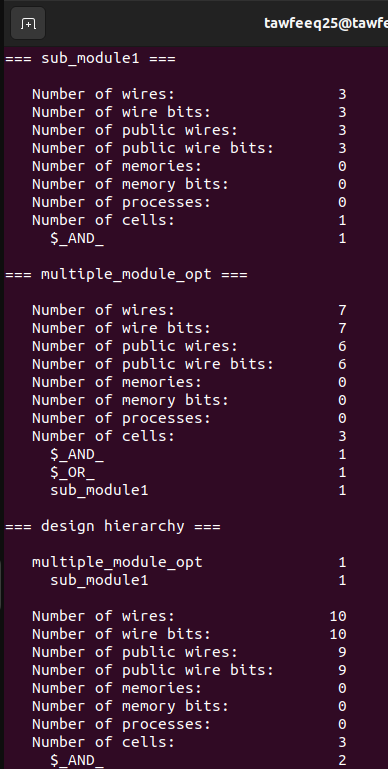 tawfeeq25@tawfe
=== sub_module1 ===
Number of wires: 3
Number of wire bits: 3
Number of public wires: 3
Number of public wire bits: 3
Number of memories: 0
Number of memory bits: 0
Number of processes: 0
Number of cells: 1
$_AND_ 1
=== multiple_module_opt ===
Number of wires: 7
Number of wire bits: 7
Number of public wires: 6
Number of public wire bits: 6
Number of memories: 0
Number of memory bits: 0
Number of processes: 0
Number of cells: 3
$_AND_ 1
$_OR_ 1
sub_module1 1
=== design hierarchy ===
multiple_module_opt 1
sub_module1 1
Number of wires: 10
Number of wire bits: 10
Number of public wires: 9
Number of public wire bits: 9
Number of memories: 0
Number of memory bits: 0
Number of processes: 0
Number of cells: 3
$_AND_ 2